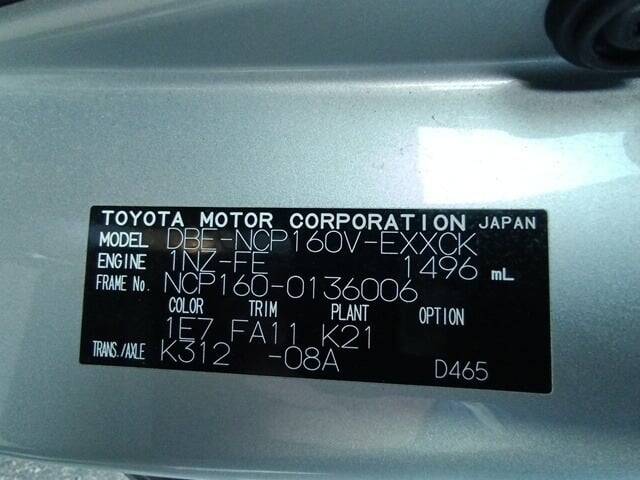 TOYOTA MOTOR CORPORATION JAPAN
MODEL DBE-NCP160V-EXXCK
ENGINE 1NZ-FE 1496 mL
FRAME No. NCP160-0136006
COLOR TRIM PLANT OPTION
1E7 FA11 K21
TRANS./AXLE K312 -08A D465